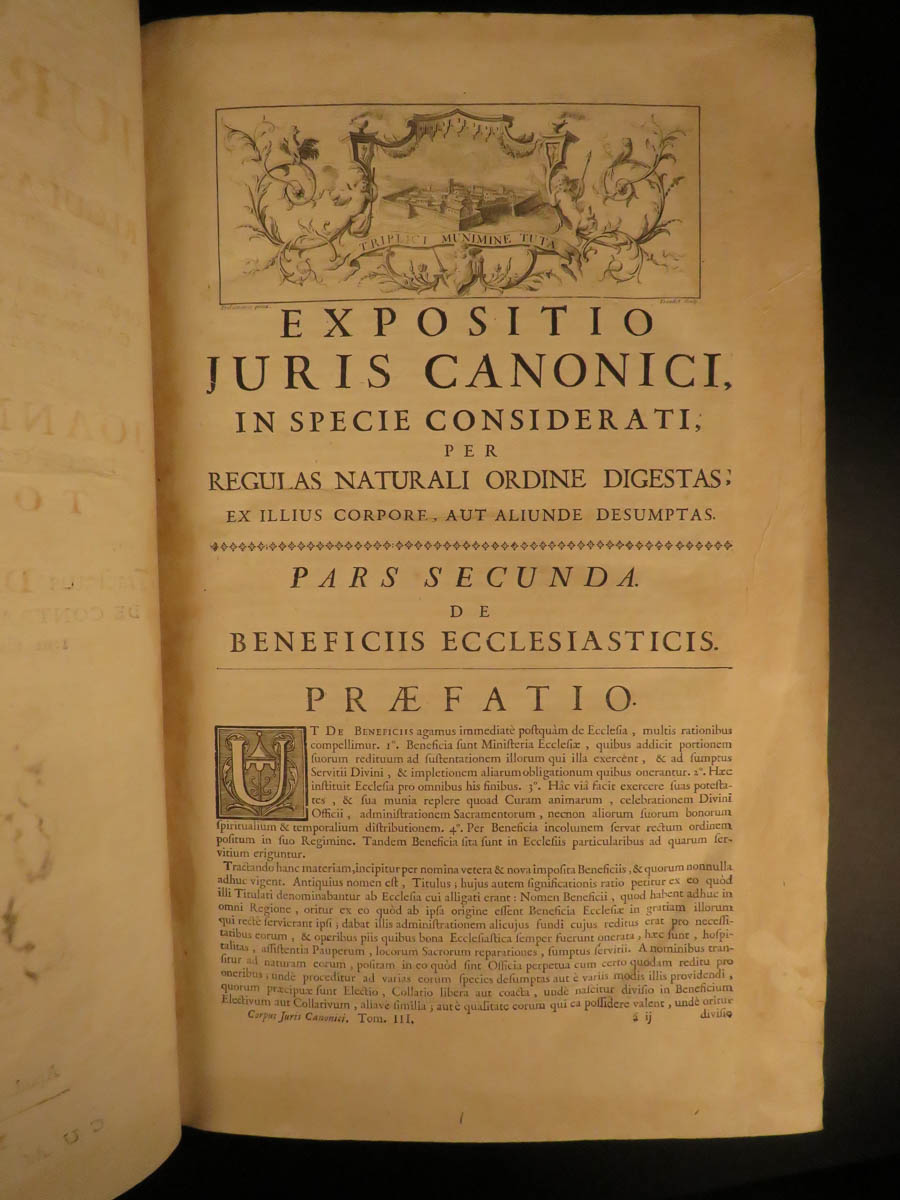 TRIPLICI MUNIMINE TUTA
EXPOSITIO
JURIS CANONICI,
IN SPECIE CONSIDERATI,
PER
REGULAS NATURALI ORDINE DIGESTAS;
EX ILLIUS CORPORE, AUT ALIUNDE DESUMPTAS.
PARS SECUNDA.
DE
BENEFICIIS ECCLESIASTICIS.
PRÆFATIO.
UT DE BENEFICIIS agamus immediatè poſtquàm de Eccleſia, multis rationibus
compellimur. 1°. Beneficia ſunt Miniſteria Eccleſiæ, quibus addicit portionem
ſuorum redituum ad ſuſtentationem illorum qui illa exercent, & ad ſumptus
Servitii Divini, & impletionem aliarum obligationum quibus onerantur. 2°. Hæc
inſtituit Eccleſia pro omnibus his finibus. 3°. Hâc viâ facit exercere ſuas poteſta-
tes, & ſua munia replere quoad Curam animarum, celebrationem Divini
Officii, adminiſtrationem Sacramentorum, necnon aliorum ſuorum bonorum
ſpiritualium & temporalium diſtributionem. 4°. Per Beneficia incolumem ſervat rectum ordinem
poſitum in ſuo Regimine. Tandem Beneficia ſita ſunt in Eccleſiis particularibus ad quarum ſer-
vitium eriguntur.
Tractando hanc materiam, incipitur per nomina vetera & nova impoſita Beneficiis, & quorum nonnulla
adhuc vigent. Antiquius nomen eſt, Titulus; hujus autem ſignificationis ratio petitur ex eo quòd
illi Titulati denominabantur ab Eccleſia cui alligati erant: Nomen Beneficii, quod habent adhuc in
omni Regione, oritur ex eo quòd ab ipſa origine eſſent Beneficia Eccleſiæ in gratiam illorum
qui rectè ſervierant ipſi; dabat illis adminiſtrationem alicujus fundi cujus reditus erat pro neceſſi-
tatibus eorum, & operibus piis quibus bona Eccleſiaſtica ſemper fuerunt onerata, hæc ſunt, hoſpi-
talitas, aſſiſtentia Pauperum, locorum Sacrorum reparationes, ſumptus ſervitii. A nominibus tran-
ſitur ad naturam eorum, poſitam in eo quòd ſint Officia perpetua cum certo quodam reditu pro
oneribus; unde proceditur ad varias eorum ſpecies deſumptas aut è variis modis illis providendi,
quorum præcipuæ ſunt Electio, Collatio libera aut coacta, unde naſcitur diviſio in Beneficium
Electivum aut Collativum, aliave ſimilia; aut è qualitate eorum qui ea poſſidere valent, undè oritur
Corpus Juris Canonici. Tom. III. ã ij diviſio